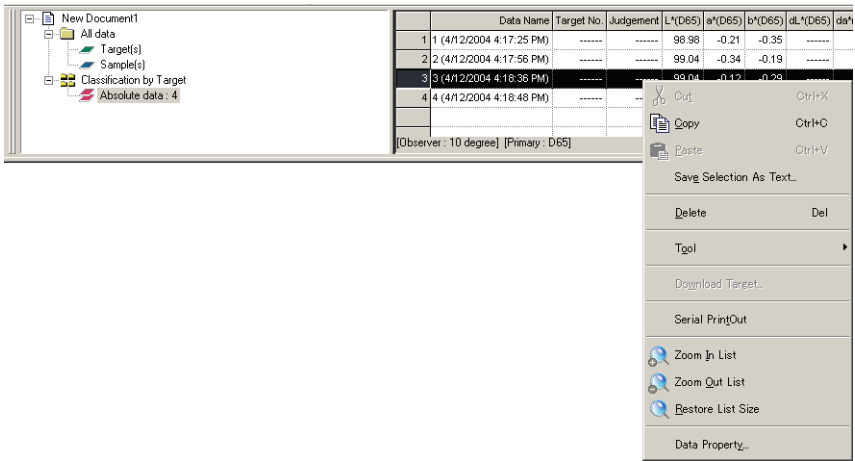 New Document1
All data
Target(s)
Sample(s)
Classification by Target
Absolute data : 4
Data Name Target No. Judgement L*(D65) a*(D65) b*(D65) dL*(D65)
1 1 (4/12/2004 4:17:25 PM) ------ ------ 98.98 -0.21 -0.35 ------
2 2 (4/12/2004 4:17:56 PM) ------ ------ 99.04 -0.34 -0.19 ------
3 3 (4/12/2004 4:18:36 PM) ------ ------ 99.04 -0.12 -0.29
4 4 (4/12/2004 4:18:48 PM) ------
[Observer : 10 degree] [Primary : D65]
Cut Ctrl+X
Copy Ctrl+C
Paste Ctrl+V
Save Selection As Text...
Delete Del
Tool
Download Target...
Serial PrintOut
Zoom In List
Zoom Out List
Restore List Size
Data Property...